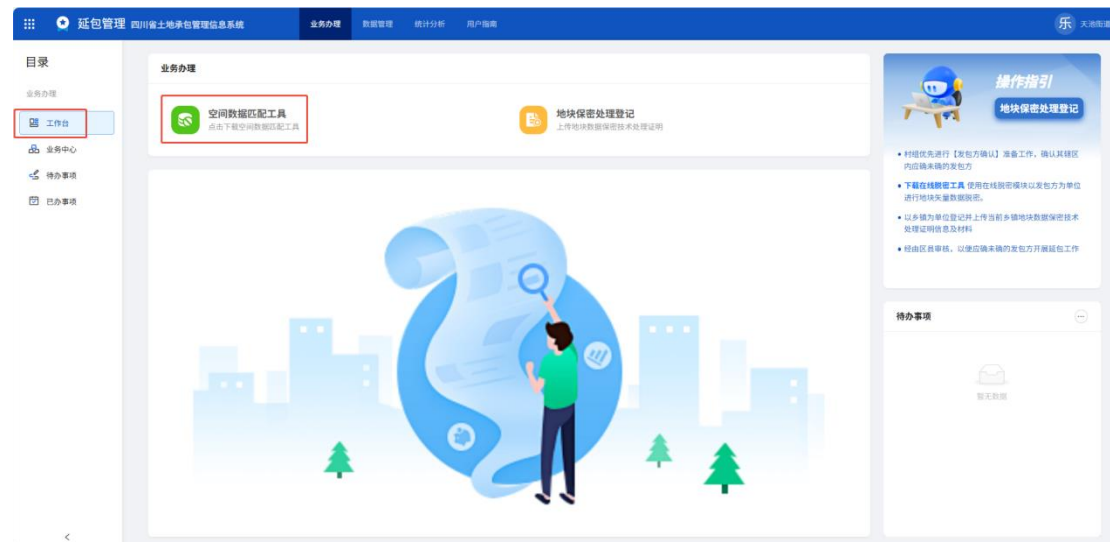 延包管理 四川省土地承包管理信息系统
业务办理
数据管理
统计分析
用户指南
乐 天池街道
目录
业务办理
工作台
业务中心
待办事项
已办事项
业务办理
空间数据匹配工具
点击下载空间数据匹配工具
地块保密处理登记
上传地块数据保密技术处理证明
操作指引
地块保密处理登记
村组优先进行【发包方确认】准备工作，确认其辖区
内应确未确的发包方
下载在线脱密工具 使用在线脱密模块以发包方为单位
进行地块矢量数据脱密。
以乡镇为单位登记并上传当前乡镇地块数据保密技术
处理证明信息及材料
经由区县审核，以便应确未确的发包方开展延包工作
待办事项
暂无数据